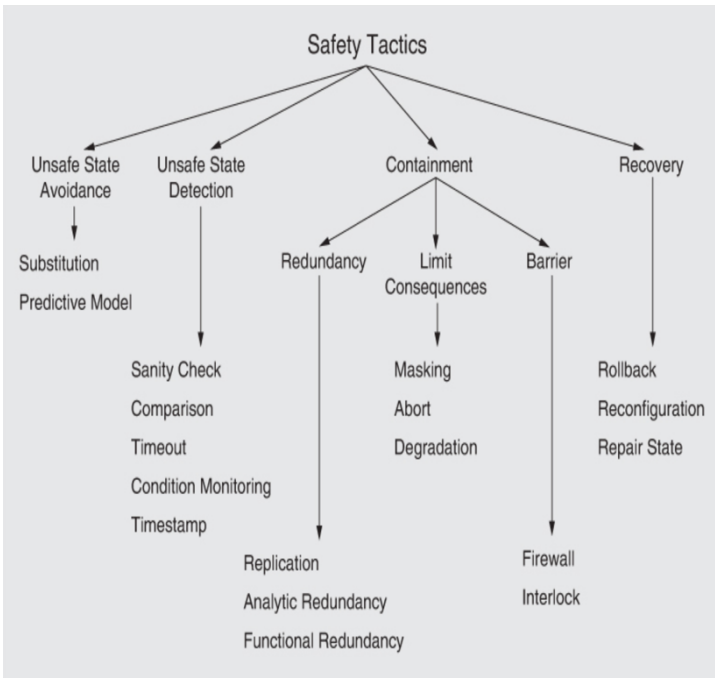 Safety Tactics
Unsafe State
Avoidance
Unsafe State
Detection
Containment
Recovery
Substitution
Predictive Model
Redundancy
Limit
Consequences
Barrier
Sanity Check
Comparison
Timeout
Condition Monitoring
Timestamp
Masking
Abort
Degradation
Rollback
Reconfiguration
Repair State
Replication
Analytic Redundancy
Functional Redundancy
Firewall
Interlock